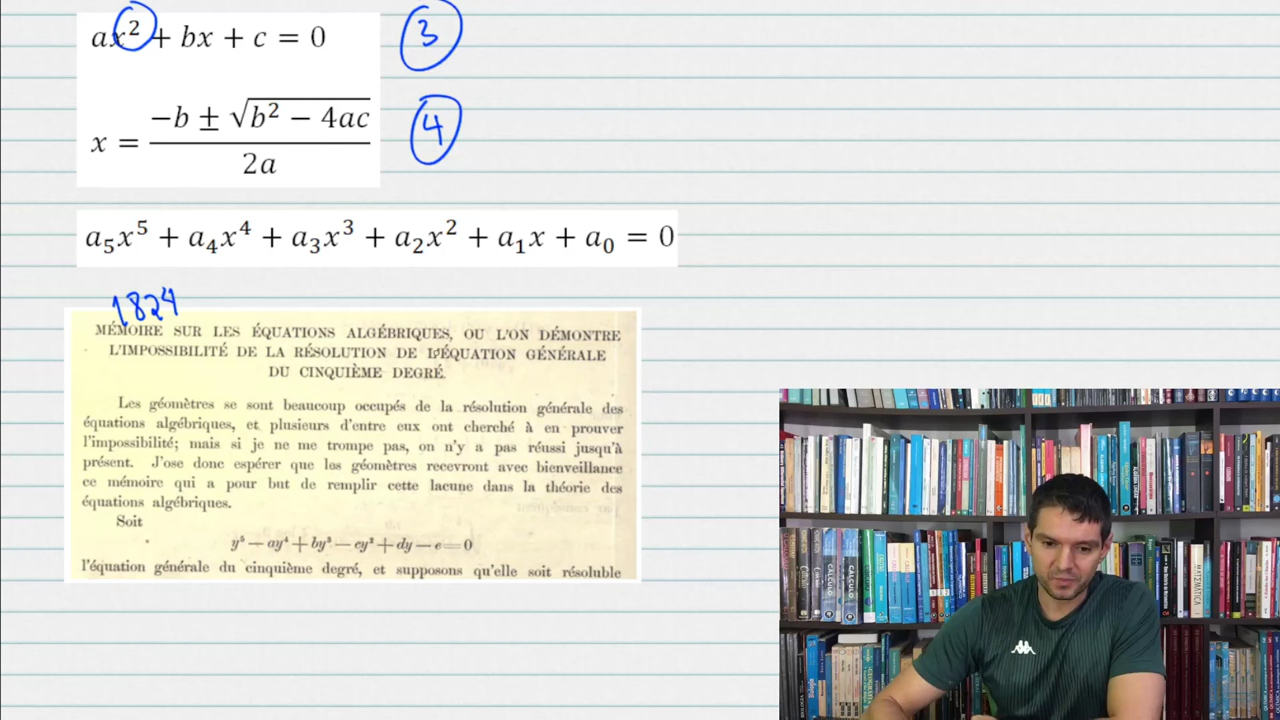 ax² + bx + c = 0
3
x = (-b ± √(b² − 4ac)) / 2a
4
a₅x⁵ + a₄x⁴ + a₃x³ + a₂x² + a₁x + a₀ = 0
1824
MÉMOIRE SUR LES ÉQUATIONS ALGÉBRIQUES, OU L'ON DÉMONTRE
L'IMPOSSIBILITÉ DE LA RÉSOLUTION DE L'ÉQUATION GÉNÉRALE
DU CINQUIÈME DEGRÉ.
Les géomètres se sont beaucoup occupés de la résolution générale des
équations algébriques, et plusieurs d'entre eux ont cherché à en prouver
l'impossibilité; mais si je ne me trompe pas, on n'y a pas réussi jusqu'à
présent. J'ose donc espérer que les géomètres recevront avec bienveillance
ce mémoire qui a pour but de remplir cette lacune dans la théorie des
équations algébriques.
Soit
y⁵ − ay⁴ + by³ − cy² + dy − e = 0
l'équation générale du cinquième degré, et supposons qu'elle soit résoluble
CÁLCULO
CÁLCULO
MATEMÁTICA